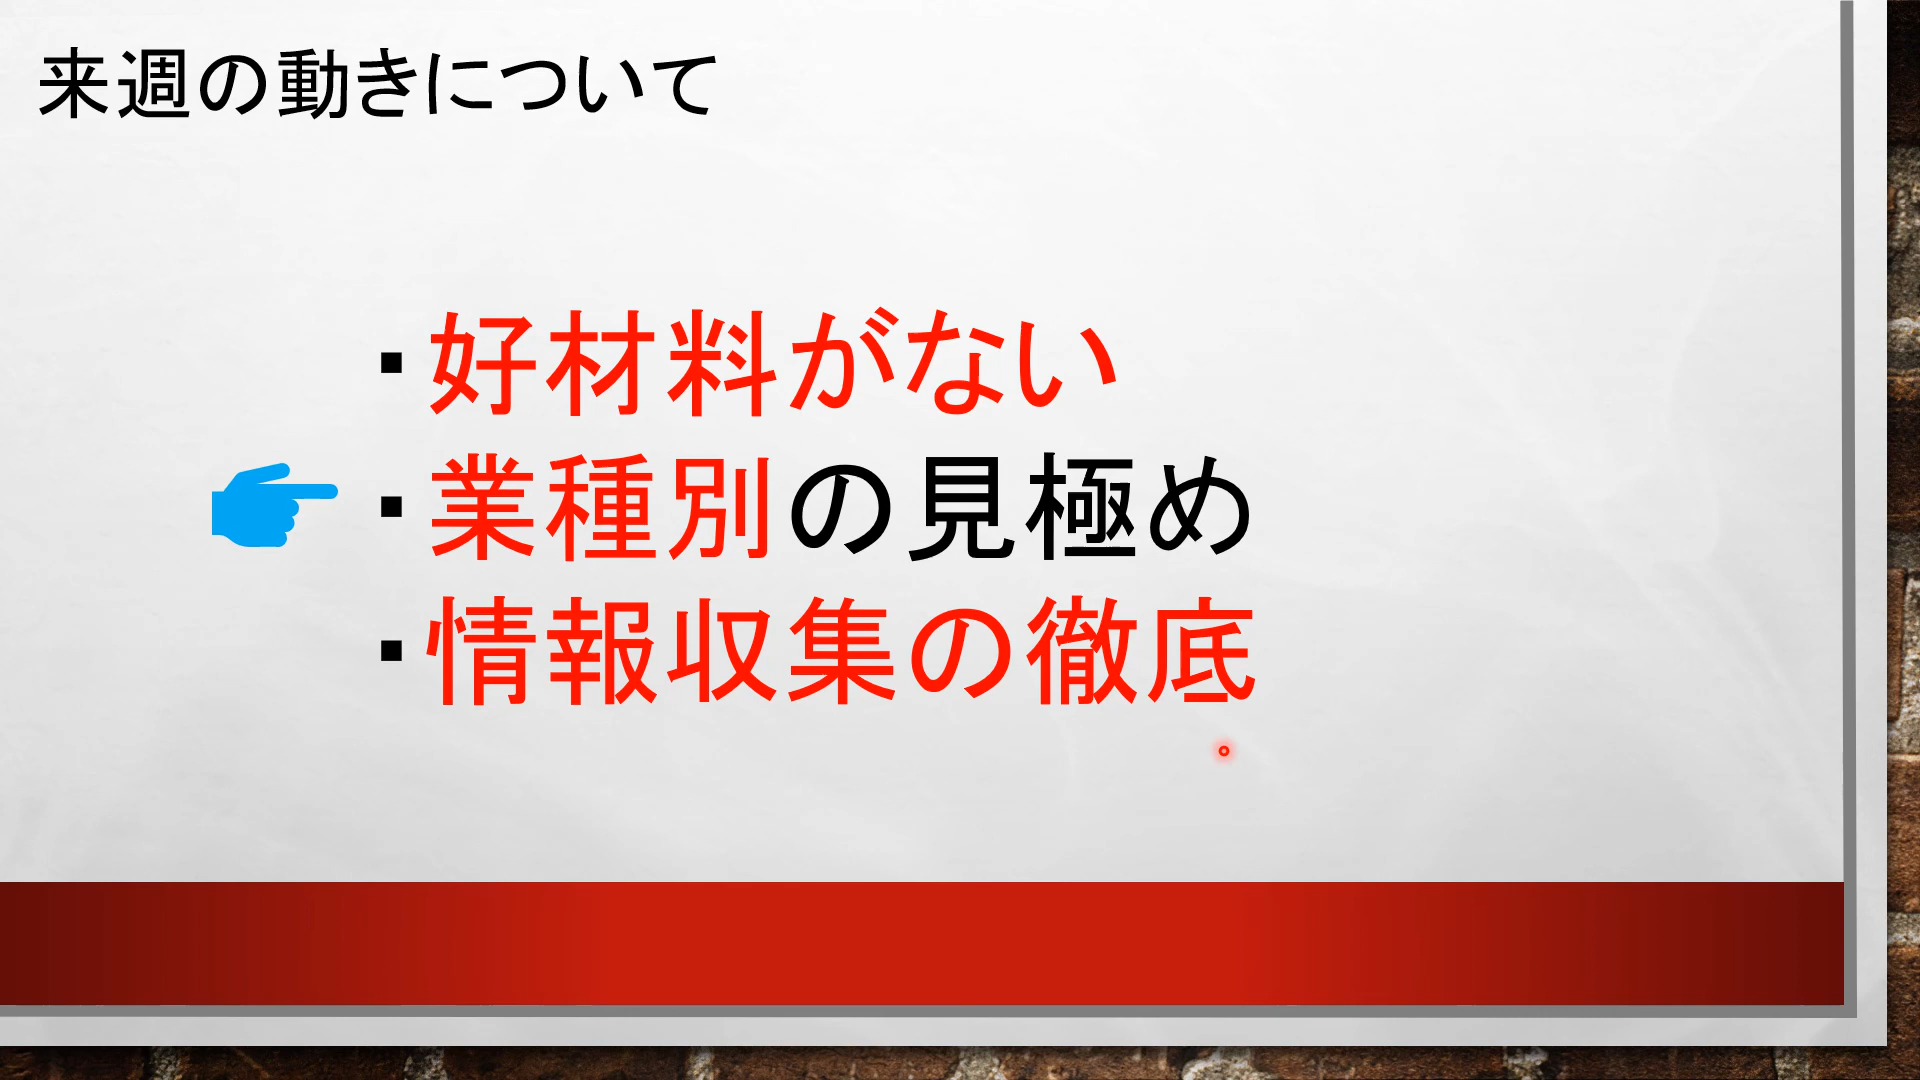 来週の動きについて
▪好材料がない
▪業種別の見極め
▪情報収集の徹底